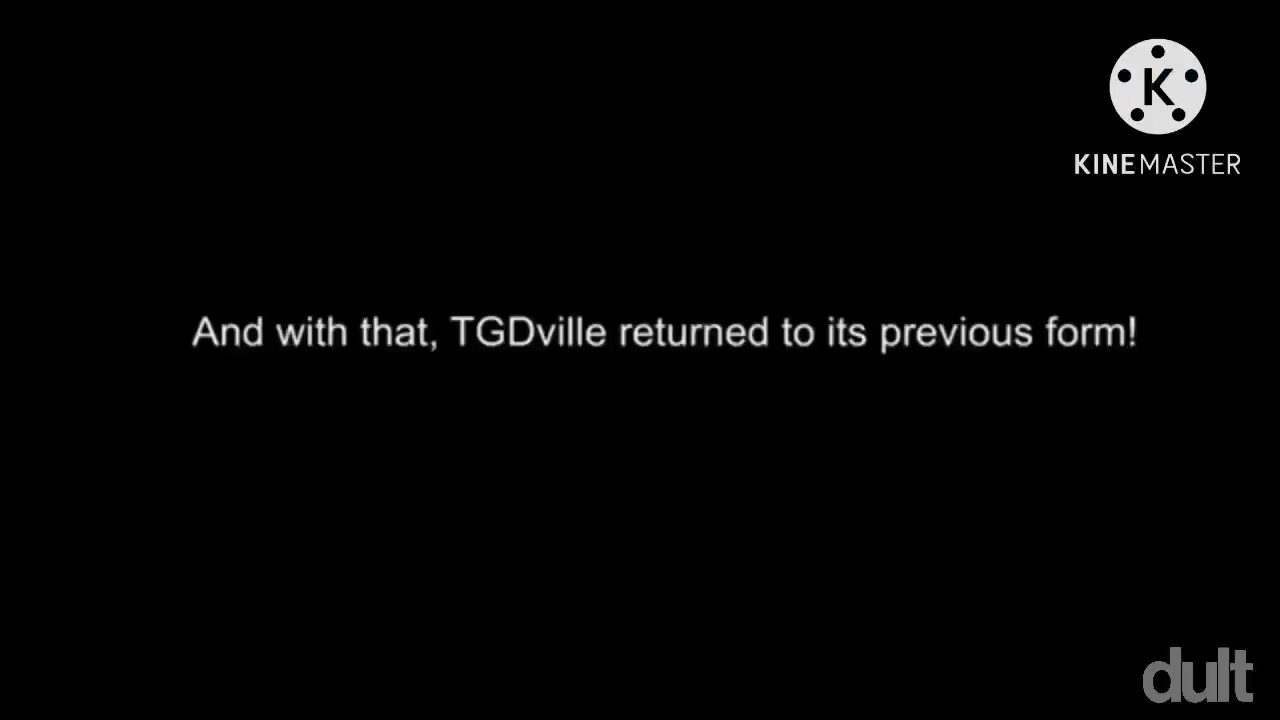 K
KINEMASTER
And with that, TGDville returned to its previous form!
dult